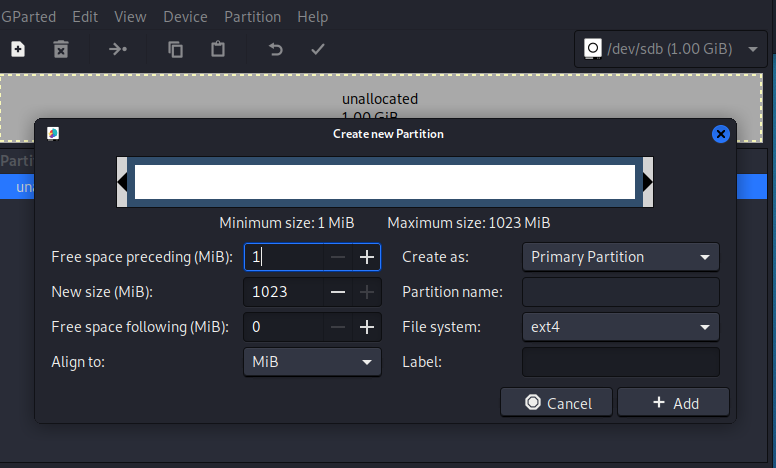 GParted Edit View Device Partition Help
/dev/sdb (1.00 GiB)
unallocated
1.00 GiB
Create new Partition
Partiti
una
Minimum size: 1 MiB Maximum size: 1023 MiB
Free space preceding (MiB): 1 Create as: Primary Partition
New size (MiB): 1023 Partition name:
Free space following (MiB): 0 File system: ext4
Align to: MiB Label:
Cancel Add